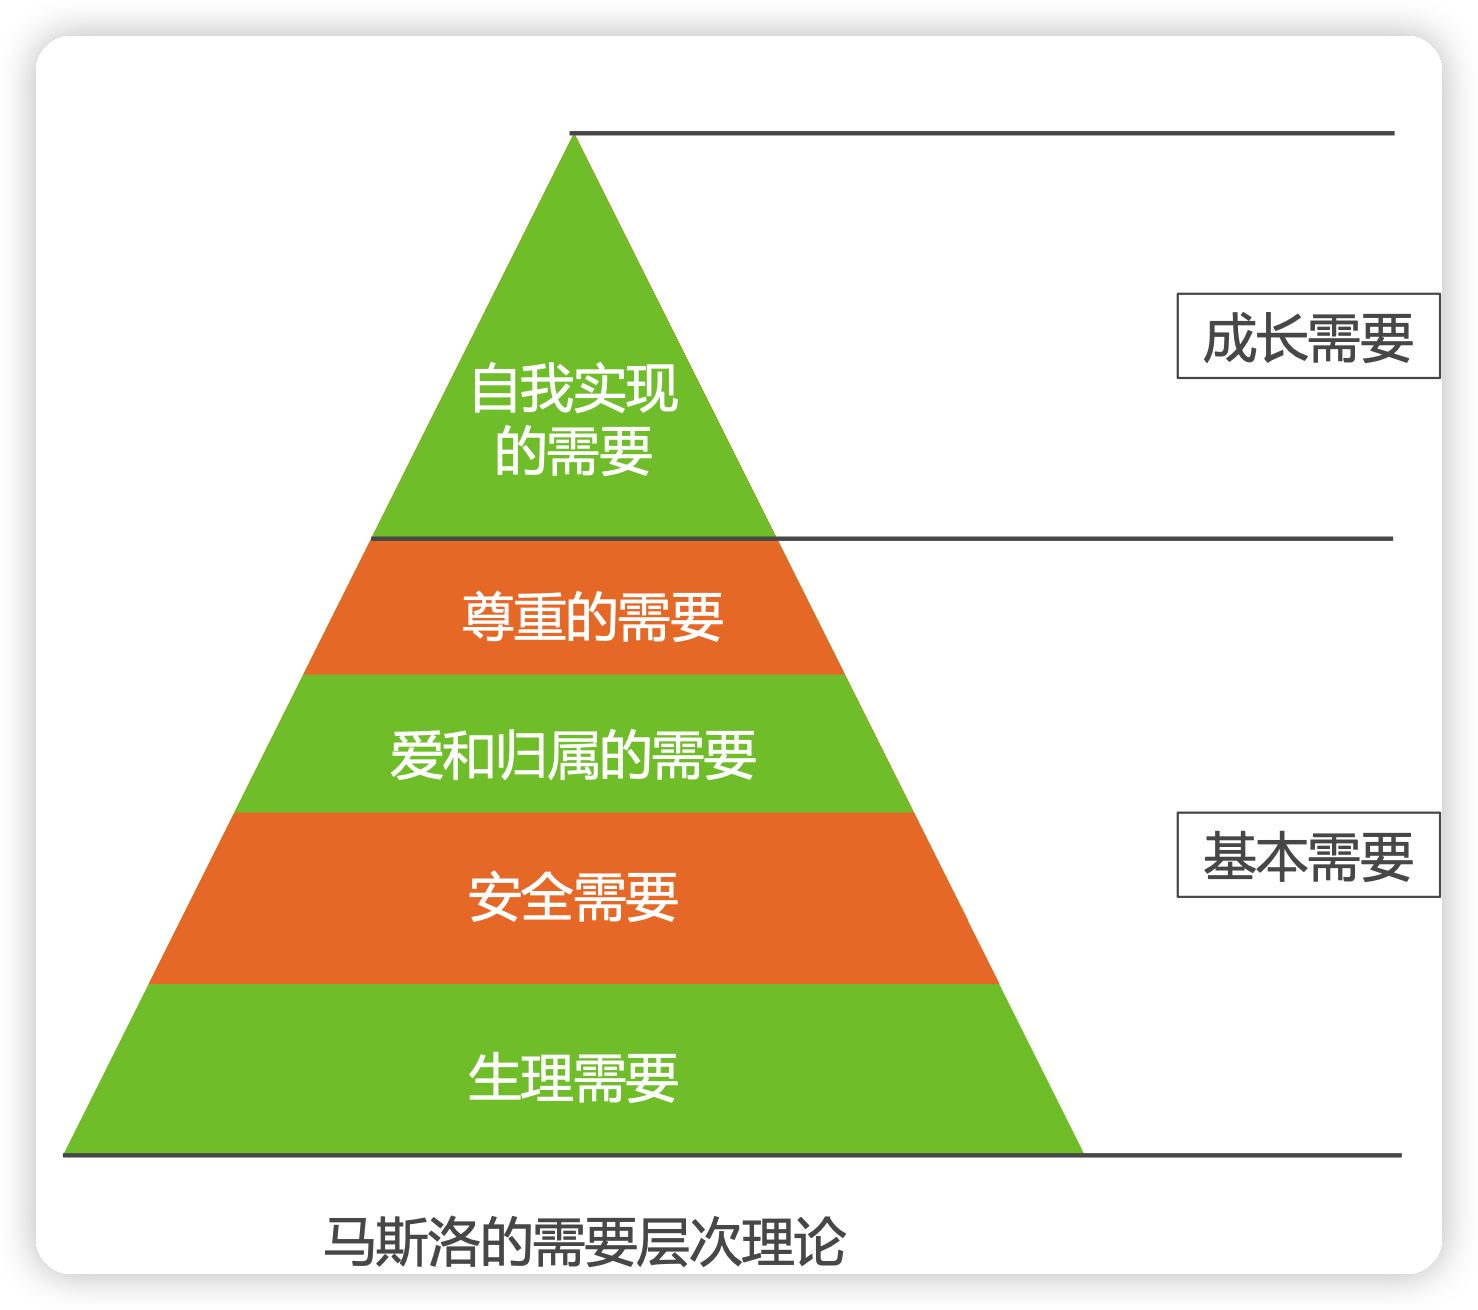 自我实现
的需要
成长需要
尊重的需要
爱和归属的需要
安全需要
基本需要
生理需要
马斯洛的需要层次理论